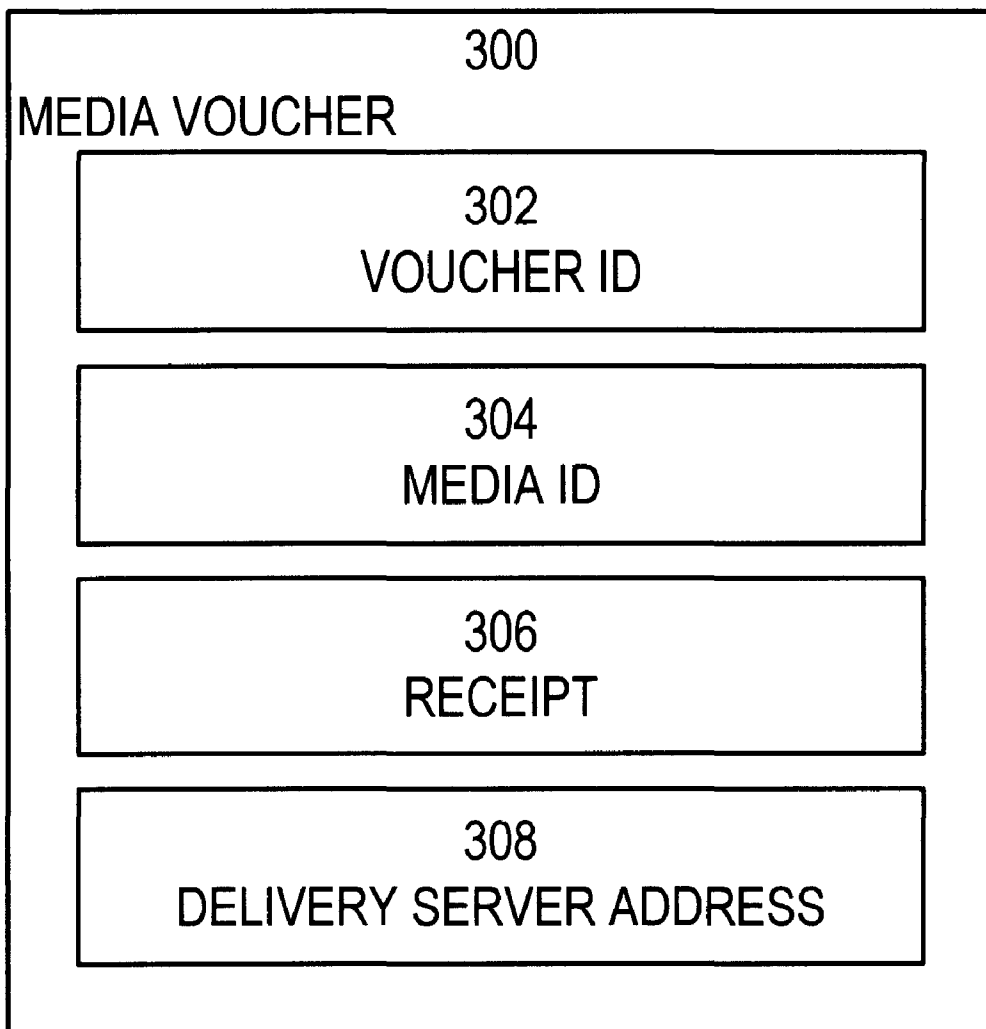 300
MEDIA VOUCHER
302
VOUCHER ID
304
MEDIA ID
306
RECEIPT
308
DELIVERY SERVER ADDRESS